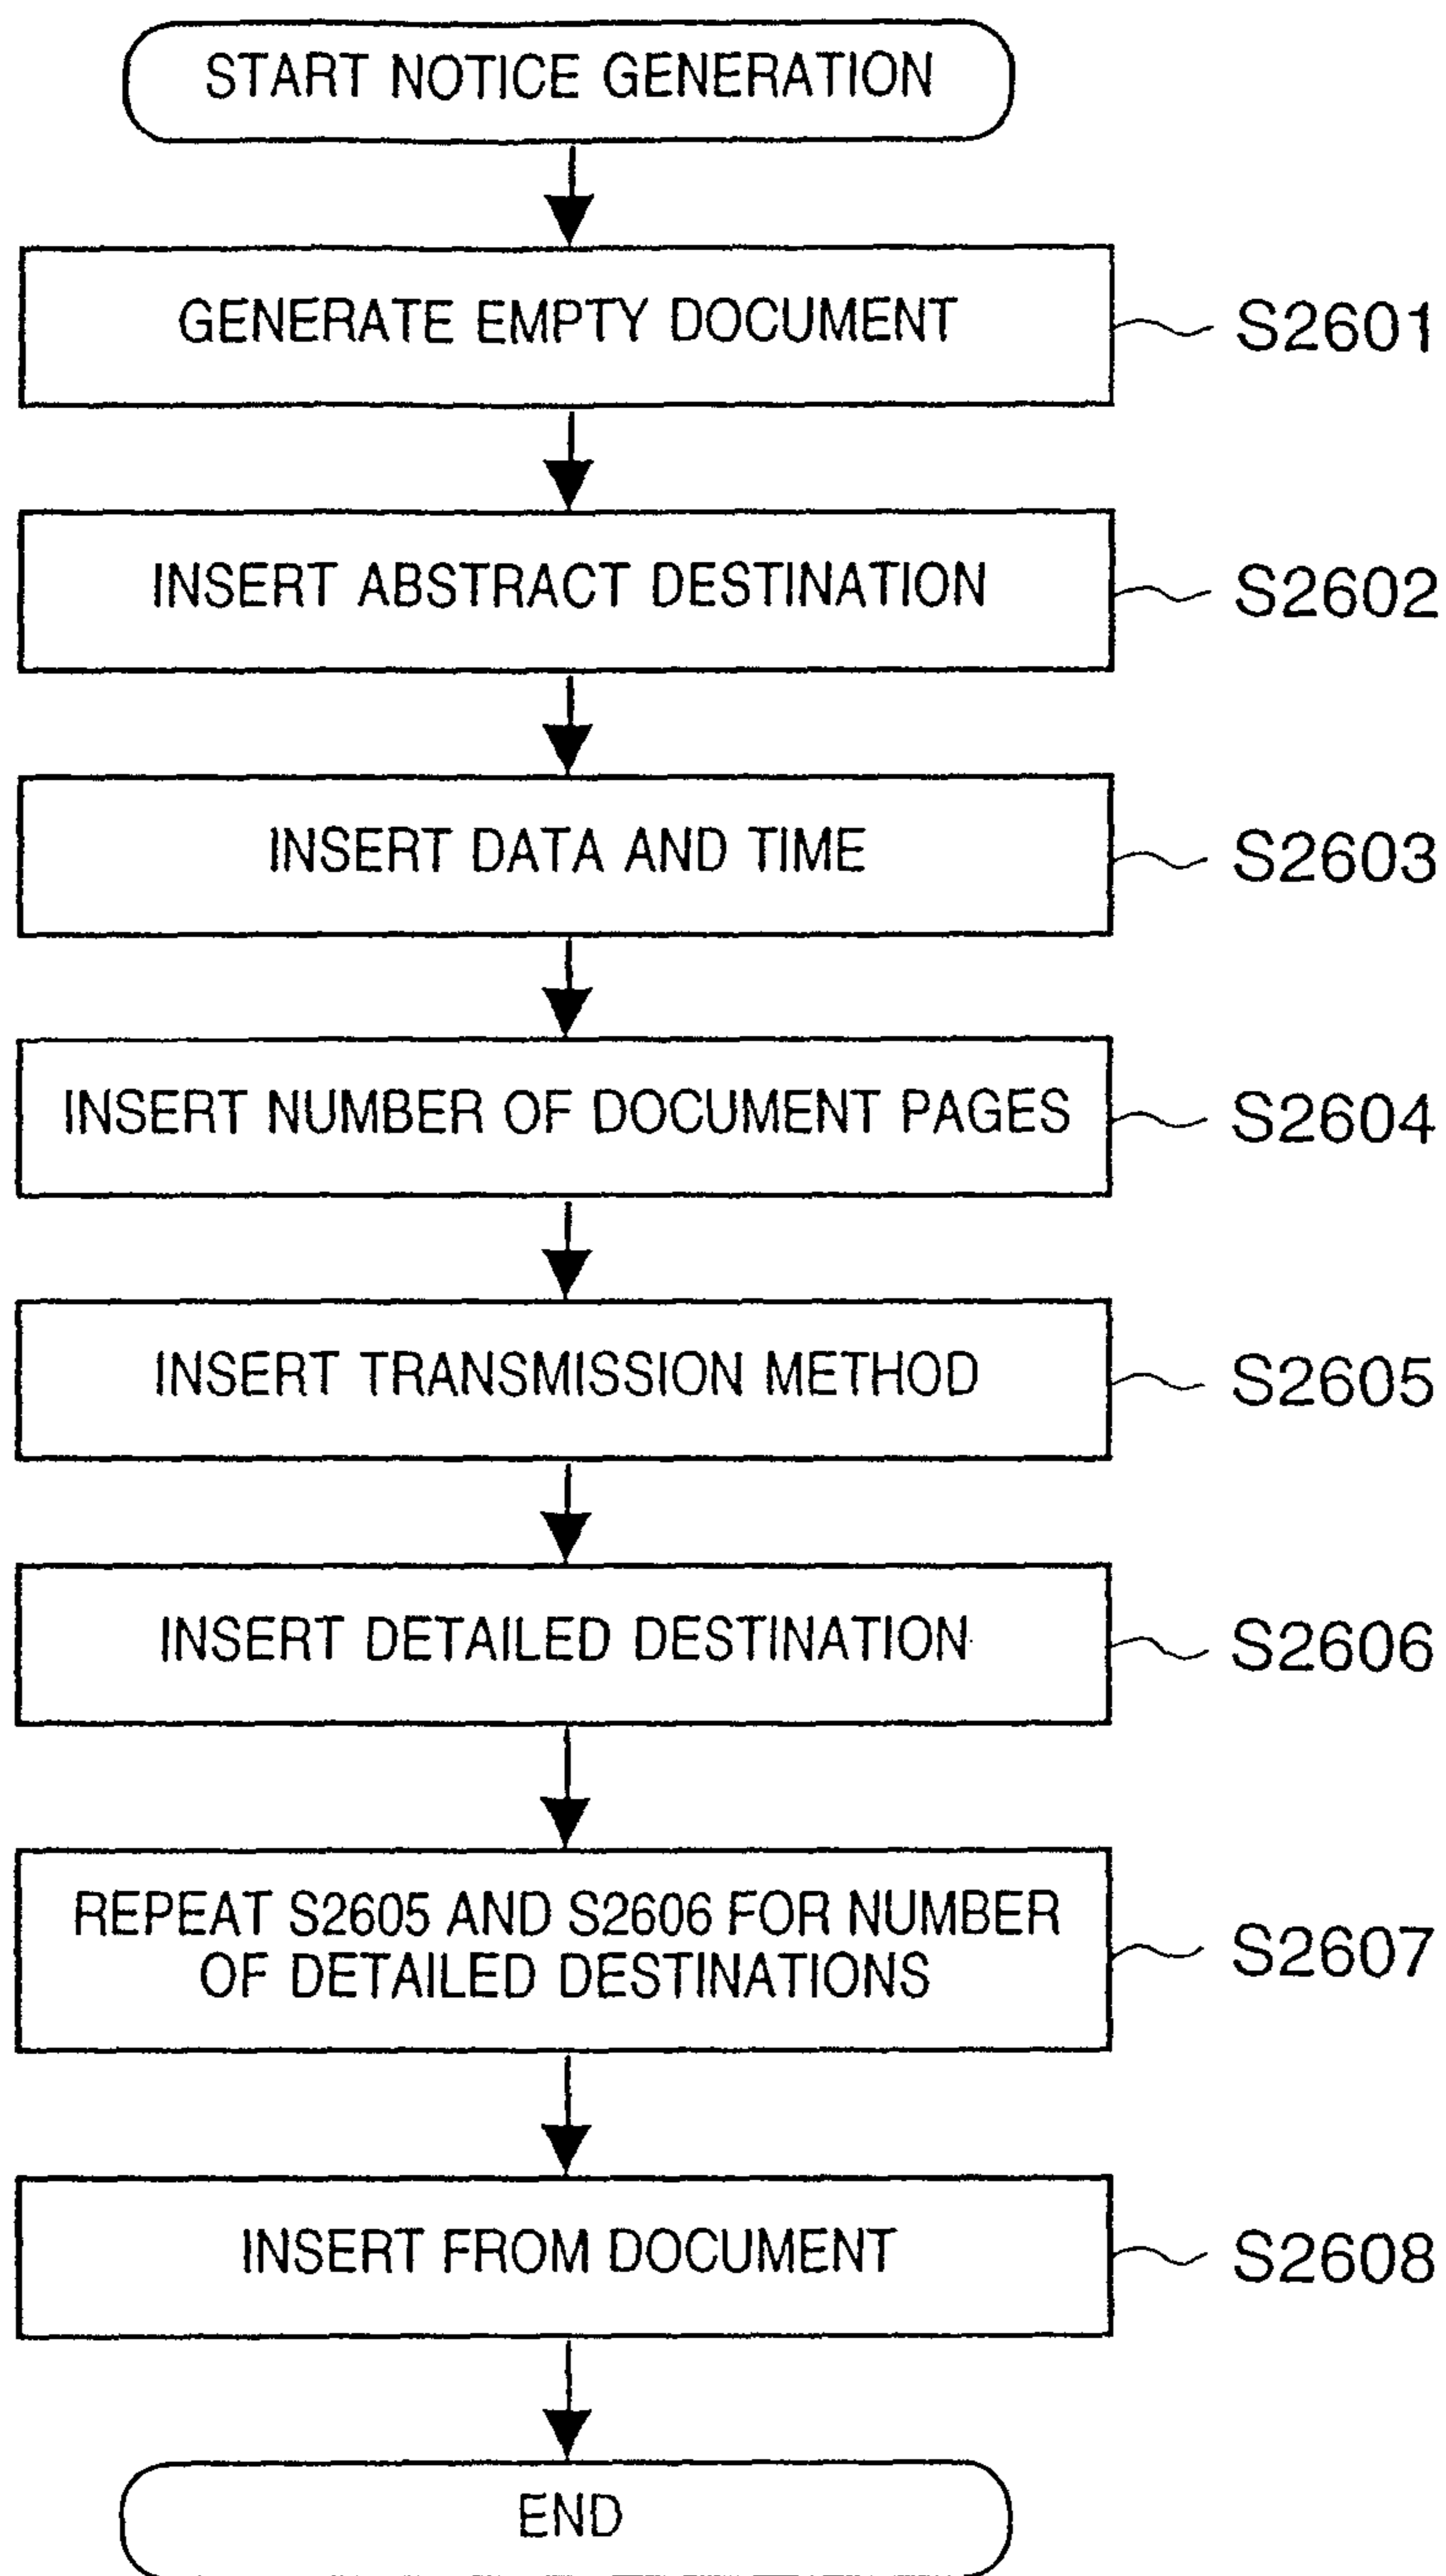 START NOTICE GENERATION
GENERATE EMPTY DOCUMENT
S2601
INSERT ABSTRACT DESTINATION
S2602
INSERT DATA AND TIME
S2603
INSERT NUMBER OF DOCUMENT PAGES
S2604
INSERT TRANSMISSION METHOD
S2605
INSERT DETAILED DESTINATION
S2606
REPEAT S2605 AND S2606 FOR NUMBER
OF DETAILED DESTINATIONS
S2607
INSERT FROM DOCUMENT
S2608
END